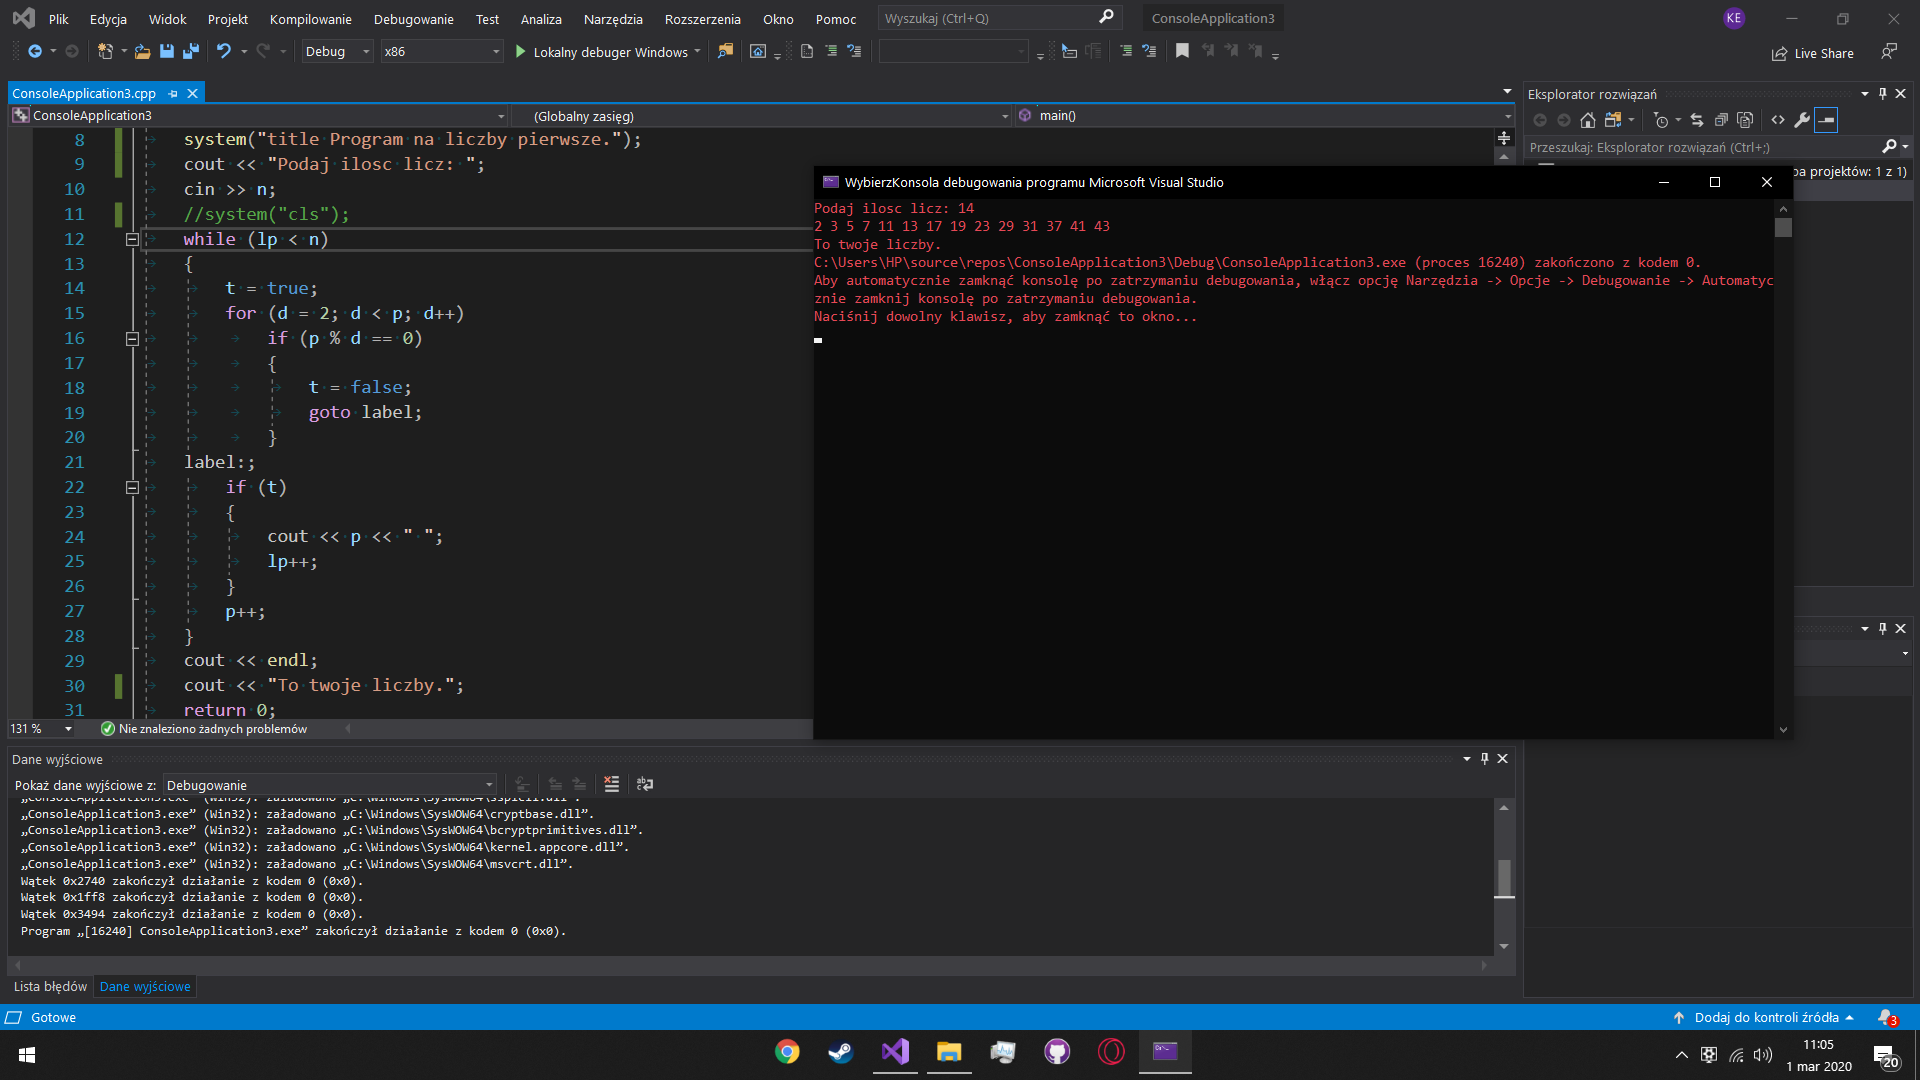 Plik Edycja Widok Projekt Kompilowanie Debugowanie Test Analiza Narzędzia Rozszerzenia Okno Pomoc Wyszukaj (Ctrl+Q) ConsoleApplication3 KE
Debug x86 Lokalny debuger Windows Live Share
ConsoleApplication3.cpp
ConsoleApplication3 (Globalny zasięg) main()
8 system("title Program na liczby pierwsze.");
9 cout << "Podaj ilosc licz: ";
10 cin >> n;
11 //system("cls");
12 while (lp < n)
13 {
14 t = true;
15 for (d = 2; d < p; d++)
16 if (p % d == 0)
17 {
18 t = false;
19 goto label;
20 }
21 label:;
22 if (t)
23 {
24 cout << p << " ";
25 lp++;
26 }
27 p++;
28 }
29 cout << endl;
30 cout << "To twoje liczby.";
31 return 0;
131 % Nie znaleziono żadnych problemów
WybierzKonsola debugowania programu Microsoft Visual Studio
Podaj ilosc licz: 14
2 3 5 7 11 13 17 19 23 29 31 37 41 43
To twoje liczby.
C:\Users\HP\source\repos\ConsoleApplication3\Debug\ConsoleApplication3.exe (proces 16240) zakończono z kodem 0.
Aby automatycznie zamknąć konsolę po zatrzymaniu debugowania, włącz opcję Narzędzia -> Opcje -> Debugowanie -> Automatyc
znie zamknij konsolę po zatrzymaniu debugowania.
Naciśnij dowolny klawisz, aby zamknąć to okno...
Eksplorator rozwiązań
Przeszukaj: Eksplorator rozwiązań (Ctrl+;)
ba projektów: 1 z 1)
Dane wyjściowe
Pokaż dane wyjściowe z: Debugowanie
„ConsoleApplication3.exe” (Win32): załadowano „C:\Windows\SysWOW64\sspicli.dll”.
„ConsoleApplication3.exe” (Win32): załadowano „C:\Windows\SysWOW64\cryptbase.dll”.
„ConsoleApplication3.exe” (Win32): załadowano „C:\Windows\SysWOW64\bcryptprimitives.dll”.
„ConsoleApplication3.exe” (Win32): załadowano „C:\Windows\SysWOW64\kernel.appcore.dll”.
„ConsoleApplication3.exe” (Win32): załadowano „C:\Windows\SysWOW64\msvcrt.dll”.
Wątek 0x2740 zakończył działanie z kodem 0 (0x0).
Wątek 0x1ff8 zakończył działanie z kodem 0 (0x0).
Wątek 0x3494 zakończył działanie z kodem 0 (0x0).
Program „[16240] ConsoleApplication3.exe” zakończył działanie z kodem 0 (0x0).
Lista błędów Dane wyjściowe
Gotowe Dodaj do kontroli źródła 3
11:05
1 mar 2020
20